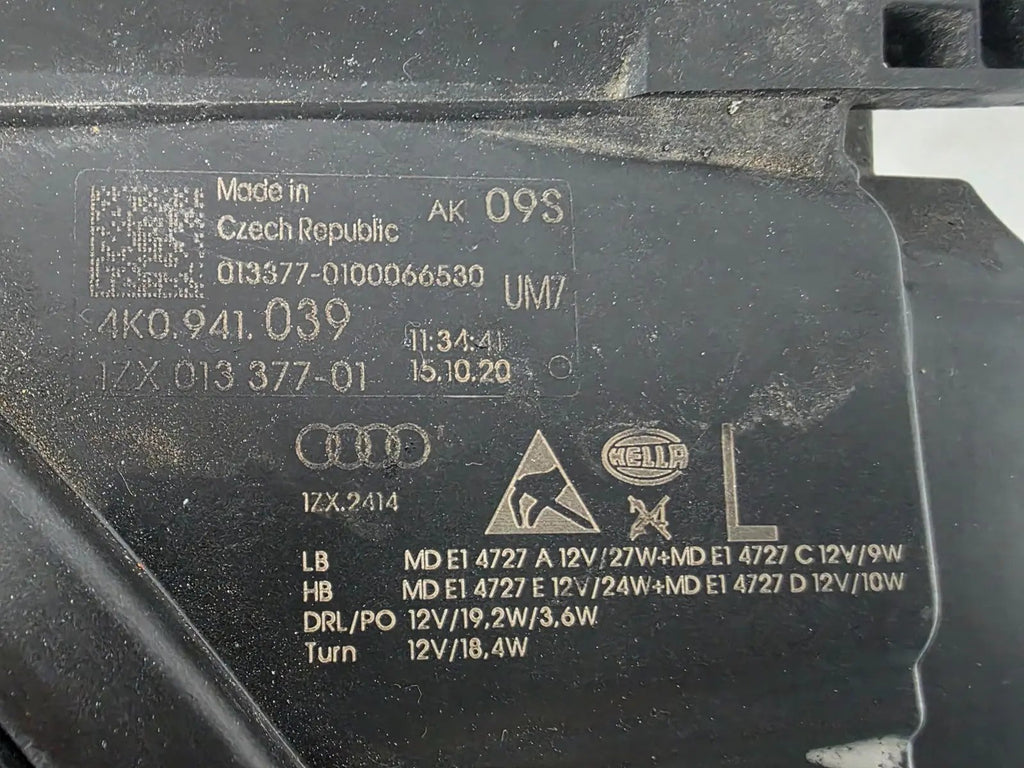 Made in
Czech Republic
AK 09S
013377-0100066530
UM7
4K0.941.039
11:34:41
1ZX 013 377-01
15.10.20
HELLA
L
1ZX.2414
24
LB MD E1 4727 A 12V/27W+MD E1 4727 C 12V/9W
HB MD E1 4727 E 12V/24W+MD E1 4727 D 12V/10W
DRL/PO 12V/19,2W/3,6W
Turn 12V/18,4W